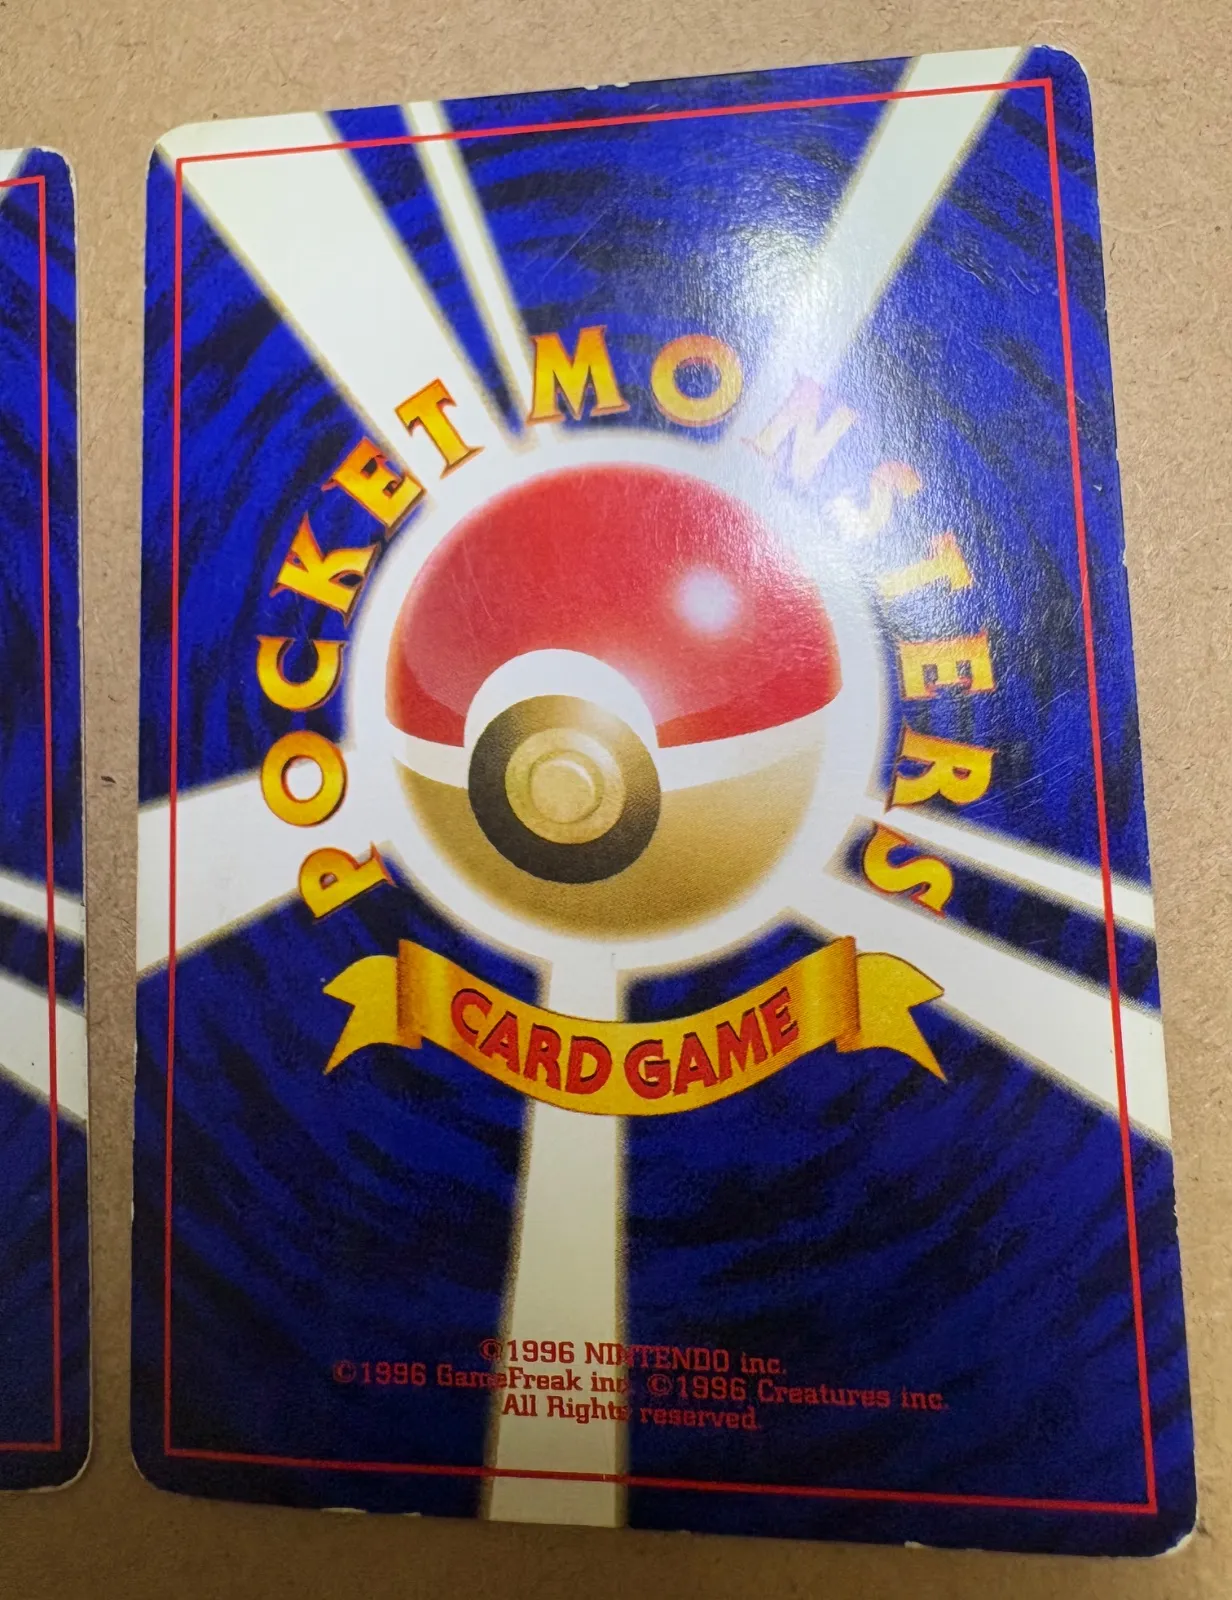 POCKET MONSTERS
CARD GAME
©1996 NINTENDO inc.
©1996 GameFreak inc. ©1996 Creatures inc.
All Rights reserved.